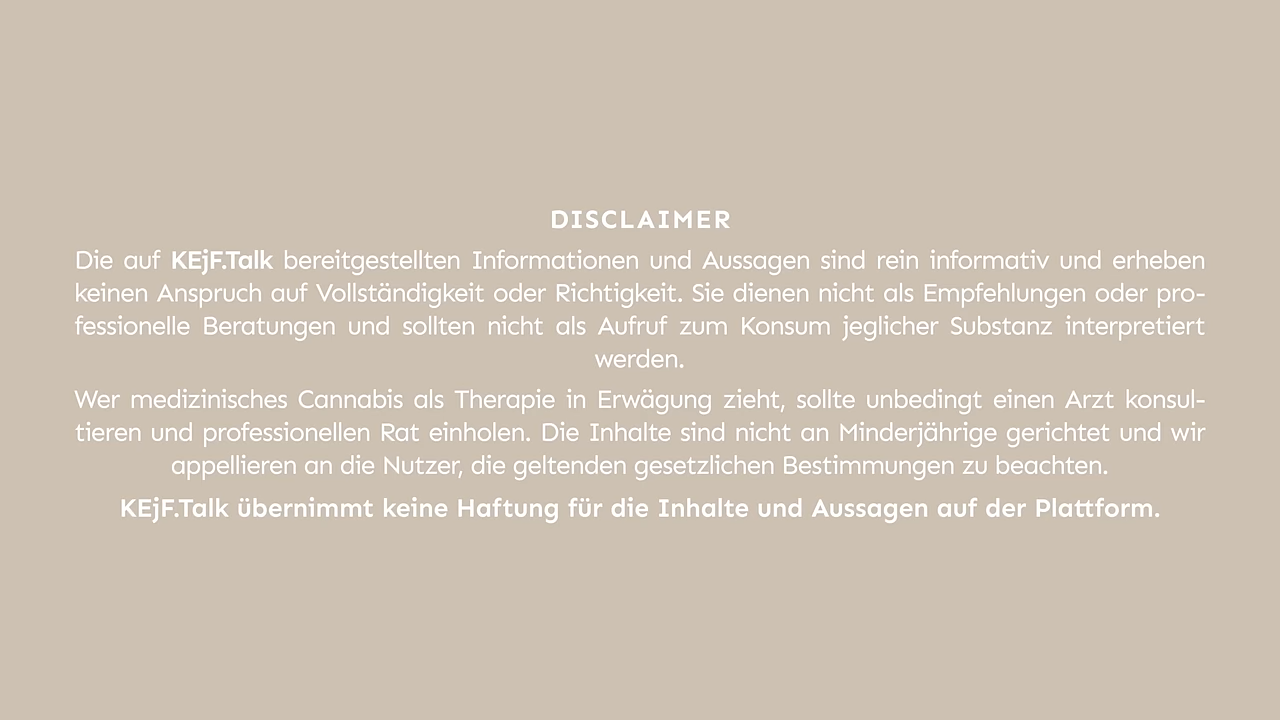 DISCLAIMER
Die auf KEjF.Talk bereitgestellten Informationen und Aussagen sind rein informativ und erheben
keinen Anspruch auf Vollständigkeit oder Richtigkeit. Sie dienen nicht als Empfehlungen oder pro-
fessionelle Beratungen und sollten nicht als Aufruf zum Konsum jeglicher Substanz interpretiert
werden.
Wer medizinisches Cannabis als Therapie in Erwägung zieht, sollte unbedingt einen Arzt konsul-
tieren und professionellen Rat einholen. Die Inhalte sind nicht an Minderjährige gerichtet und wir
appellieren an die Nutzer, die geltenden gesetzlichen Bestimmungen zu beachten.
KEjF.Talk übernimmt keine Haftung für die Inhalte und Aussagen auf der Plattform.